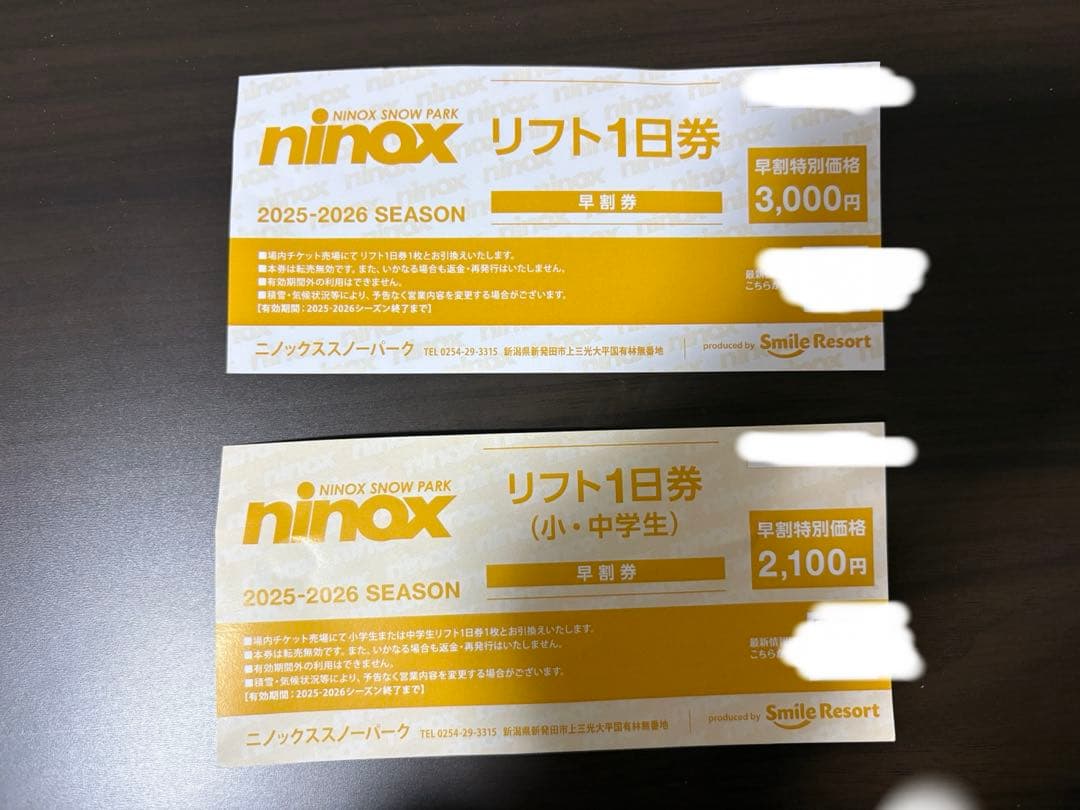 NINOX SNOW PARK
ninox
2025-2026 SEASON
リフト1日券
早割券
早割特別価格
3,000円
■場内チケット売場にて リフト1日券1枚とお引換えいたします。
■本券は転売無効です。また、いかなる場合も返金・再発行はいたしません。
■有効期間外の利用はできません。
■積雪・気候状況等により、予告なく営業内容を変更する場合がございます。
[有効期間：2025-2026シーズン終了まで]
最新
こちら
ニノックススノーパーク TEL 0254-29-3315 新潟県新発田市上三光大平国有林無番地
produced by Smile Resort
NINOX SNOW PARK
ninox
2025-2026 SEASON
リフト1日券
(小・中学生)
早割券
早割特別価格
2,100円
■場内チケット売場にて 小学生または中学生リフト1日券1枚とお引換えいたします。
■本券は転売無効です。また、いかなる場合も返金・再発行はいたしません。
■有効期間外の利用はできません。
■積雪・気候状況等により、予告なく営業内容を変更する場合がございます。
[有効期間：2025-2026シーズン終了まで]
最新情
こちら
ニノックススノーパーク TEL 0254-29-3315 新潟県新発田市上三光大平国有林無番地
produced by Smile Resort